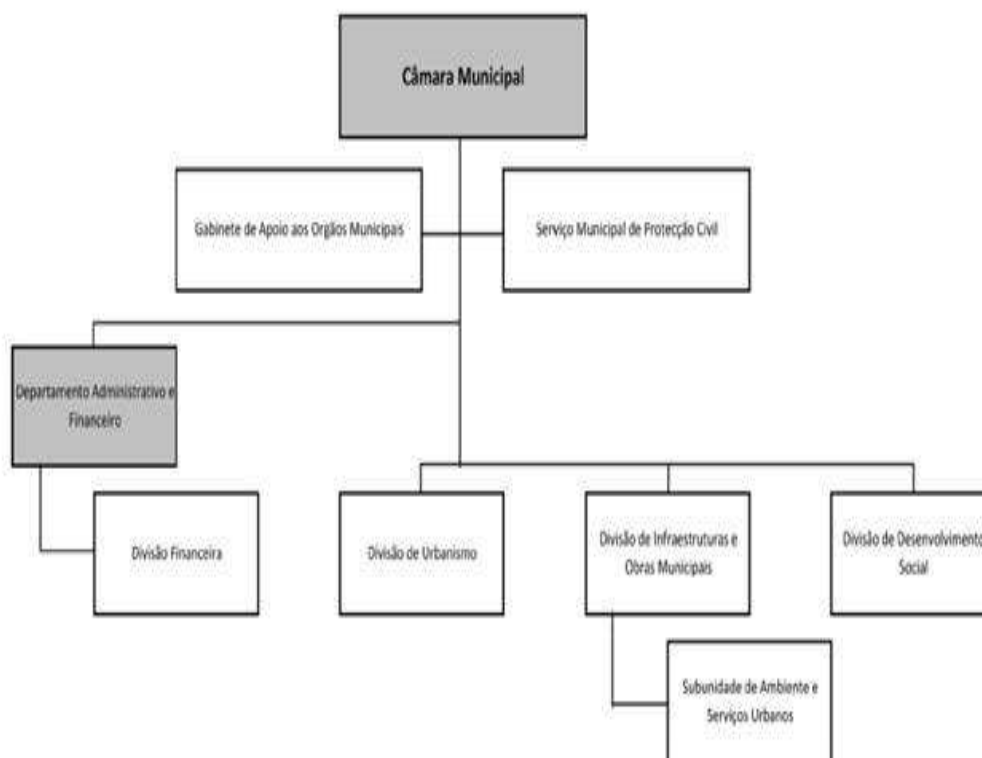 Câmara Municipal
Gabinete de Apoio aos Orgãos Municipais
Serviço Municipal de Protecção Civil
Departamento Administrativo e
Financeiro
Divisão Financeira
Divisão de Urbanismo
Divisão de Infraestruturas e
Obras Municipais
Divisão de Desenvolvimento
Social
Subunidade de Ambiente e
Serviços Urbanos